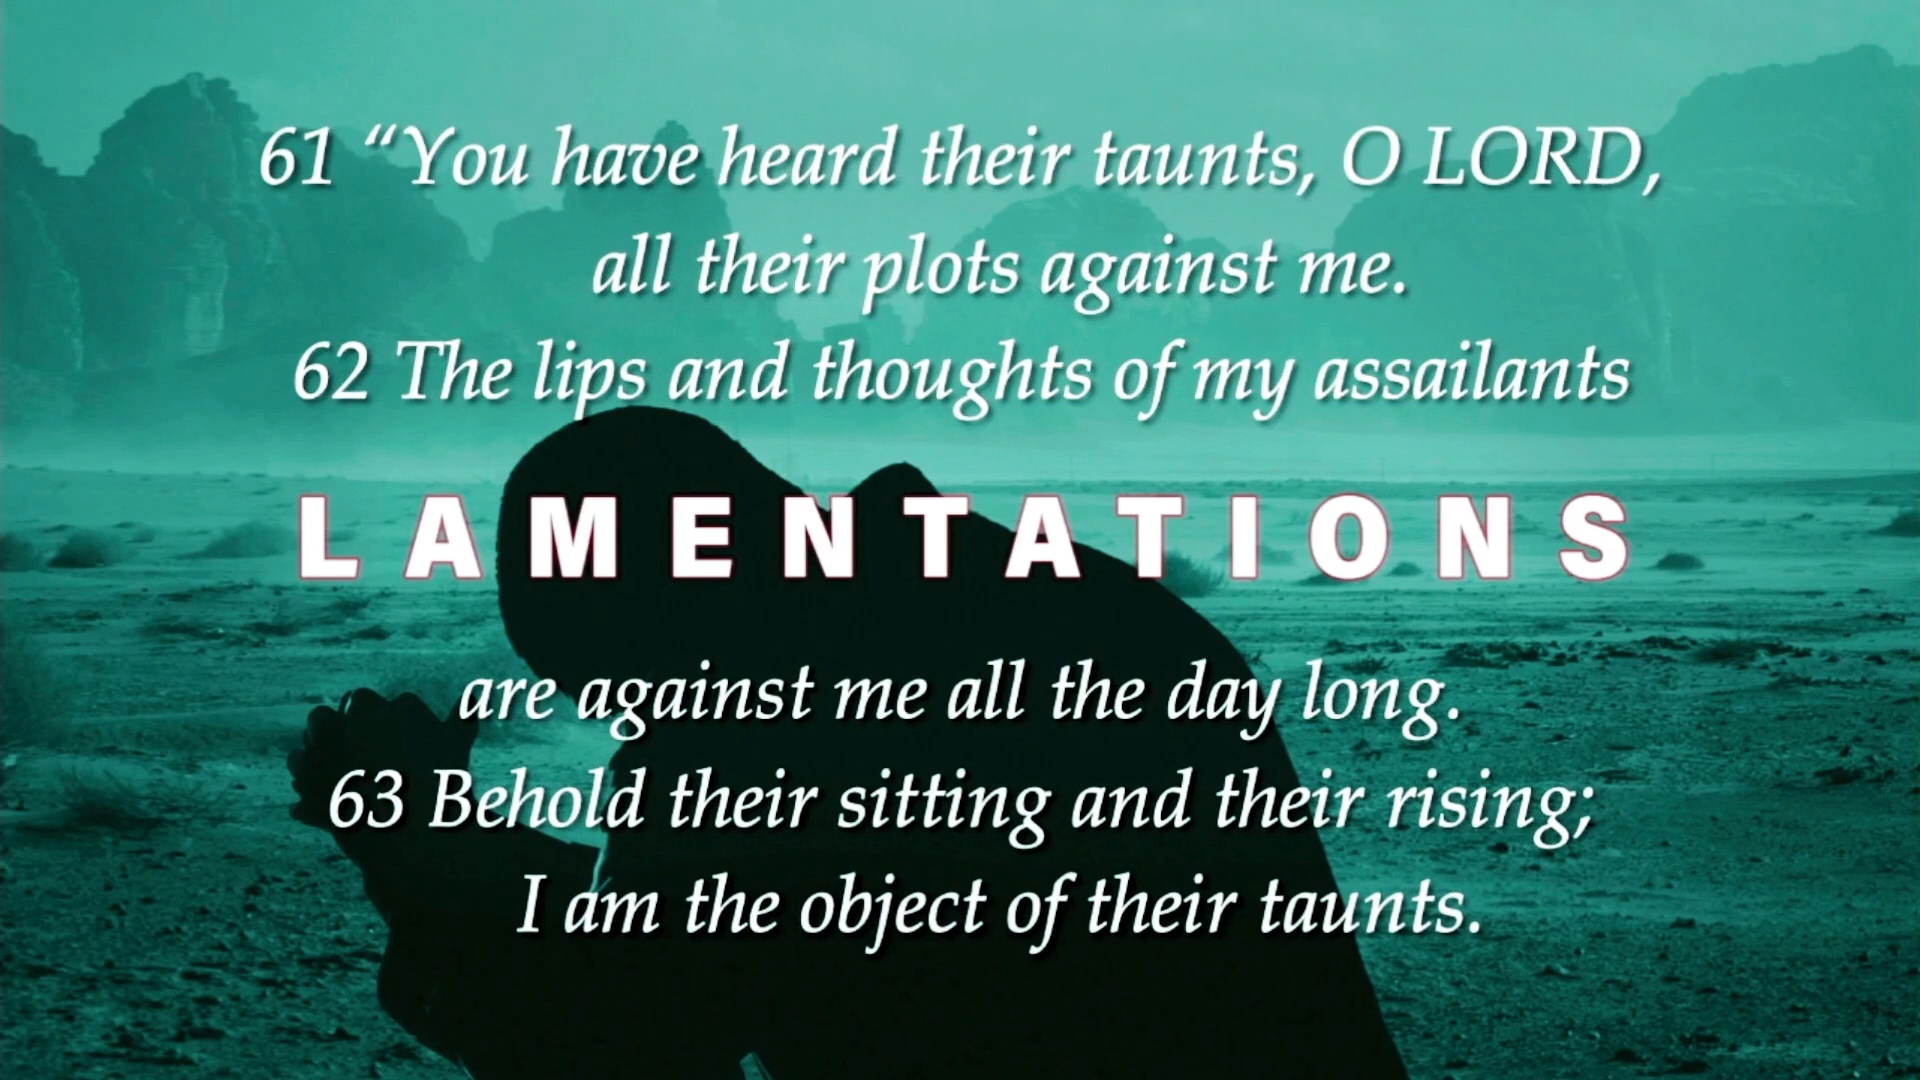 61 “You have heard their taunts, O LORD,
all their plots against me.
62 The lips and thoughts of my assailants
LAMENTATIONS
are against me all the day long.
63 Behold their sitting and their rising;
I am the object of their taunts.